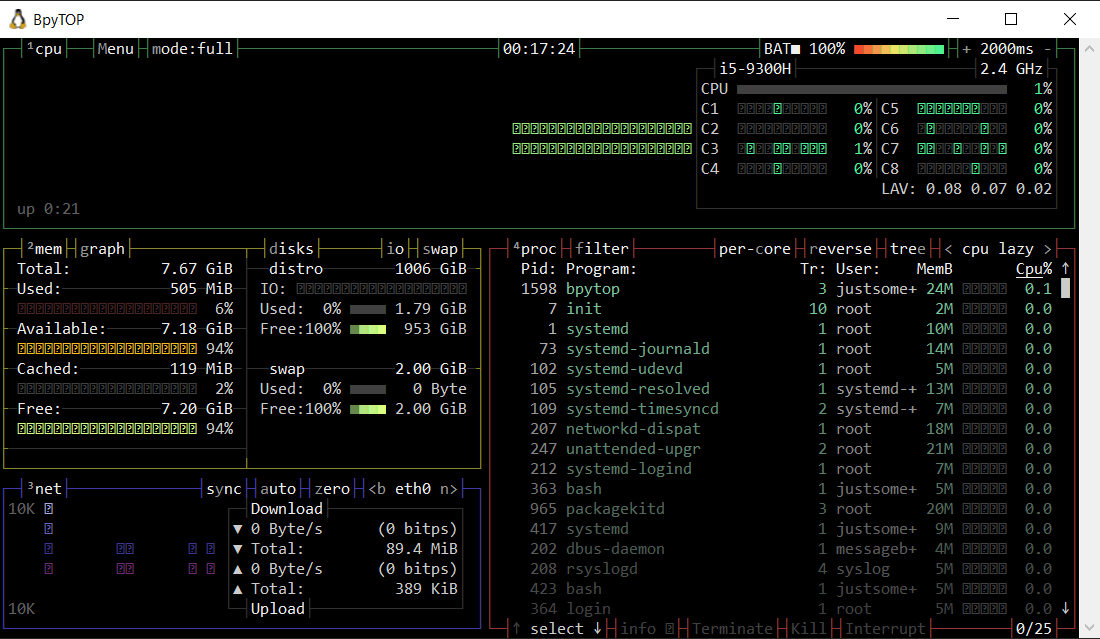 BpyTOP
¹cpu Menu mode:full 00:17:24 BAT■ 100% + 2000ms -
i5-9300H 2.4 GHz
CPU 1%
C1 0% C5 0%
C2 0% C6 0%
C3 1% C7 0%
C4 0% C8 0%
LAV: 0.08 0.07 0.02
up 0:21
²mem graph disks io swap
Total: 7.67 GiB
Used: 505 MiB
6%
Available: 7.18 GiB
94%
Cached: 119 MiB
2%
Free: 7.20 GiB
94%
distro 1006 GiB
IO:
Used: 0% 1.79 GiB
Free:100% 953 GiB
swap 2.00 GiB
Used: 0% 0 Byte
Free:100% 2.00 GiB
³net sync auto zero <b eth0 n>
10K
10K
Download
▼ 0 Byte/s (0 bitps)
▼ Total: 89.4 MiB
▲ 0 Byte/s (0 bitps)
▲ Total: 389 KiB
Upload
⁴proc filter per-core reverse tree < cpu lazy >
Pid: Program: Tr: User: MemB Cpu% ↑
1598 bpytop 3 justsome+ 24M 0.1
7 init 10 root 2M 0.0
1 systemd 1 root 10M 0.0
73 systemd-journald 1 root 14M 0.0
102 systemd-udevd 1 root 5M 0.0
105 systemd-resolved 1 systemd-+ 13M 0.0
109 systemd-timesyncd 2 systemd-+ 7M 0.0
207 networkd-dispat 1 root 18M 0.0
247 unattended-upgr 2 root 21M 0.0
212 systemd-logind 1 root 7M 0.0
363 bash 1 justsome+ 5M 0.0
965 packagekitd 3 root 20M 0.0
417 systemd 1 justsome+ 9M 0.0
202 dbus-daemon 1 messageb+ 4M 0.0
208 rsyslogd 4 syslog 5M 0.0
423 bash 1 justsome+ 5M 0.0
364 login 1 root 5M 0.0 ↓
↑ select ↓ info Terminate Kill Interrupt 0/25